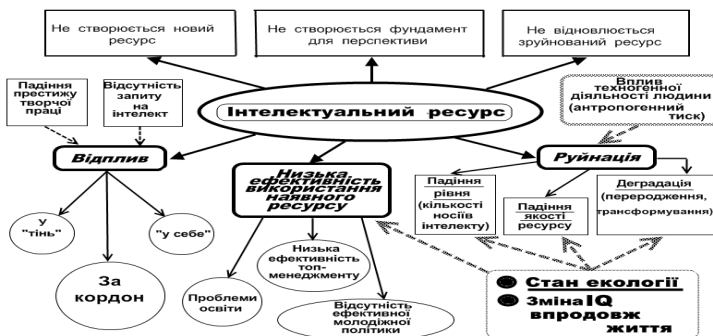 Не створюється новий
ресурс
Не створюється фундамент
для перспективи
Не відновлюється
зруйнований ресурс
Падіння
престижу
творчої
праці
Відсутність
запиту
на
інтелект
Інтелектуальний ресурс
Вплив
техногенної
діяльності людини
(антропогенний
тиск)
Відплив
Низька
ефективність
використання
наявного
ресурсу
Руйнація
Падіння
рівня
(кількості
носіїв
інтелекту)
Падіння
якості
ресурсу
Деградація
(переродження,
трансформування)
У
"тінь"
"у себе"
За
кордон
Низька
ефективність
топ-
менеджменту
Проблеми
освіти
Відсутність
ефективної
молодіжної
політики
Стан екології
Зміна IQ
впродовж
життя